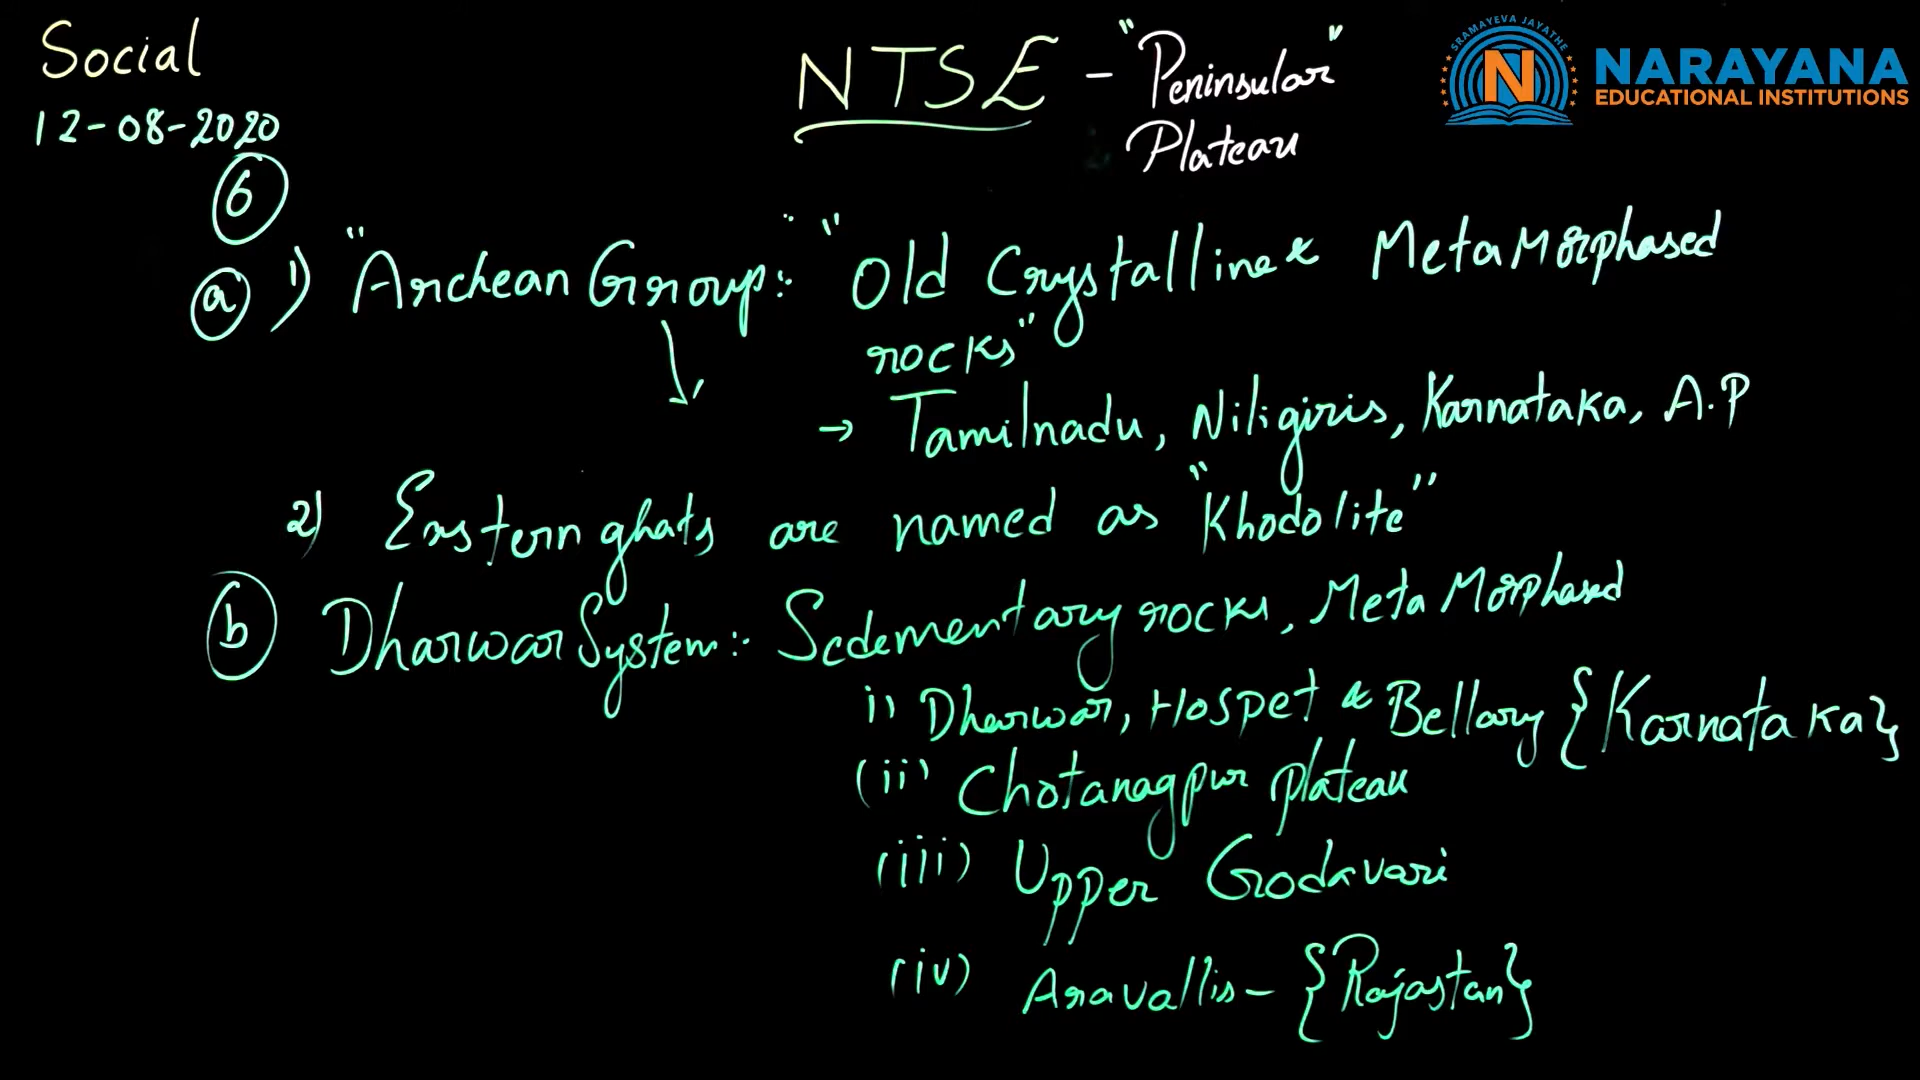 Social
12-08-2020
NTSE - "Peninsular"
Plateau
SRAMAYEVA JAYATHE
N
NARAYANA
EDUCATIONAL INSTITUTIONS
6
a 1) "Archean Group:- " "Old Crystalline & MetaMorphased
rocks"
→ Tamilnadu, Niligiris, Karnataka, A.P
2) Eastern ghats are named as "Khodolite"
b Dharwar System:- Sedementary rocks, Meta Morphased
i) Dharwar, Hospet & Bellary {Karnataka}
(ii) Chotanagpur plateau
(iii) Upper Godavari
(iv) Aravallis - {Rajastan}